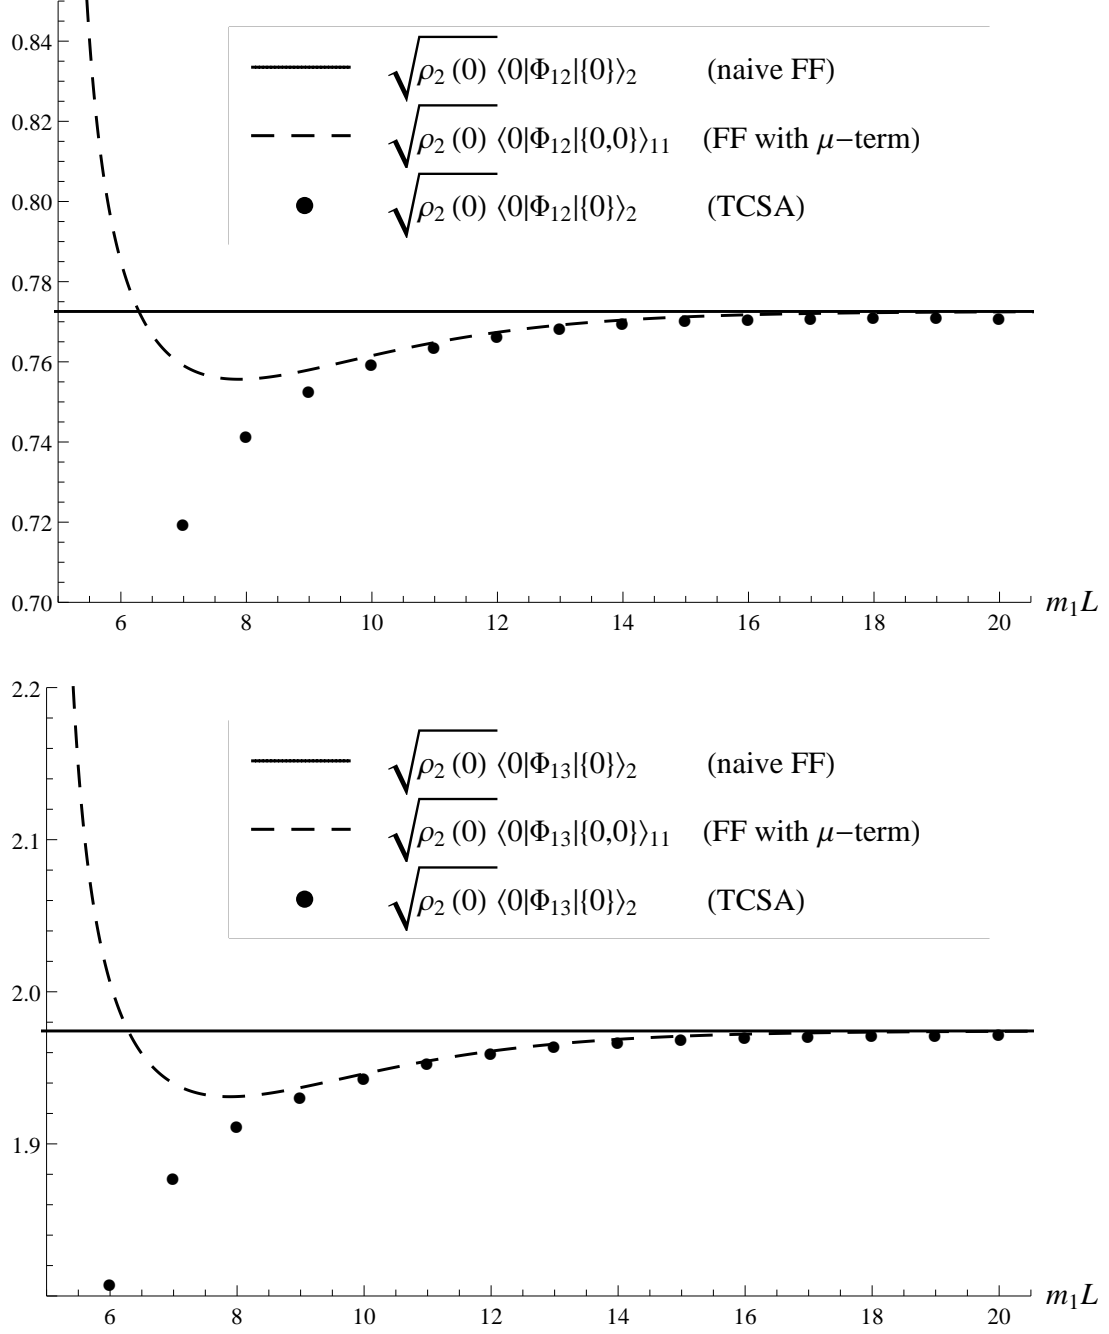 0.84
√ρ₂ (0) ⟨0|Φ₁₂|{0}⟩₂ (naive FF)
0.82
√ρ₂ (0) ⟨0|Φ₁₂|{0,0}⟩₁₁ (FF with μ−term)
0.80
√ρ₂ (0) ⟨0|Φ₁₂|{0}⟩₂ (TCSA)
0.78
0.76
0.74
0.72
0.70
6 8 10 12 14 16 18 20 m₁L
2.2
√ρ₂ (0) ⟨0|Φ₁₃|{0}⟩₂ (naive FF)
2.1
√ρ₂ (0) ⟨0|Φ₁₃|{0,0}⟩₁₁ (FF with μ−term)
√ρ₂ (0) ⟨0|Φ₁₃|{0}⟩₂ (TCSA)
2.0
1.9
6 8 10 12 14 16 18 20 m₁L